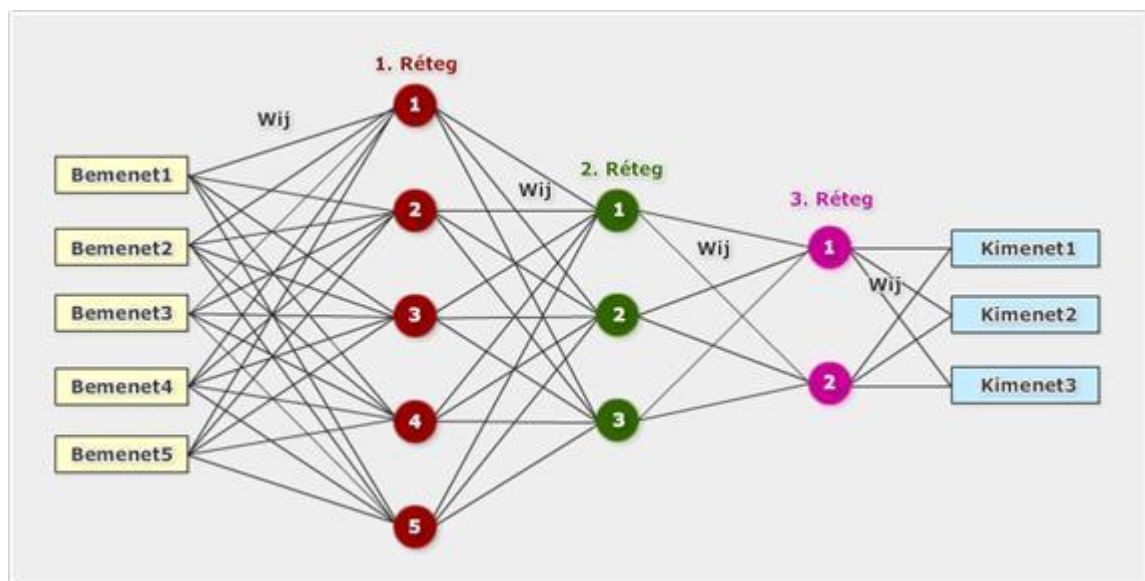 1. Réteg
1
2
3
4
5
2. Réteg
1
2
3
3. Réteg
1
2
Wij
Wij
Wij
Wij
Bemenet1
Bemenet2
Bemenet3
Bemenet4
Bemenet5
Kimenet1
Kimenet2
Kimenet3